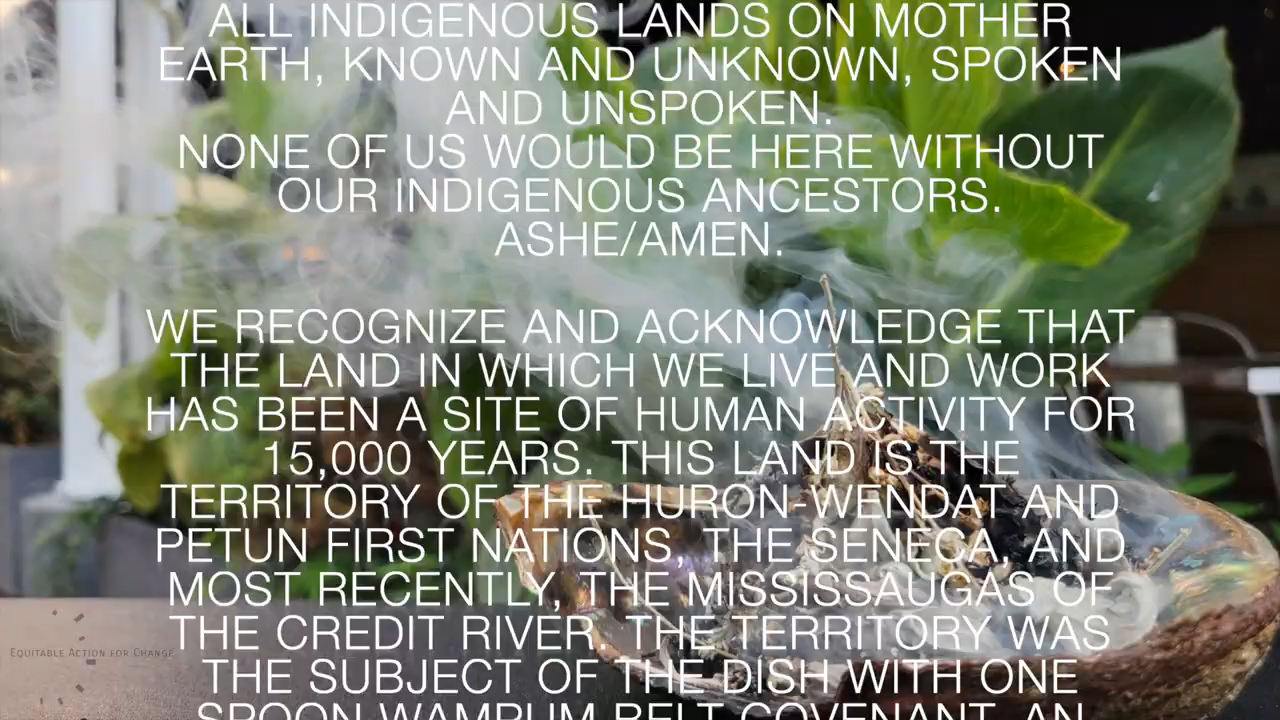 ALL INDIGENOUS LANDS ON MOTHER
EARTH, KNOWN AND UNKNOWN, SPOKEN
AND UNSPOKEN.
NONE OF US WOULD BE HERE WITHOUT
OUR INDIGENOUS ANCESTORS.
ASHE/AMEN.
WE RECOGNIZE AND ACKNOWLEDGE THAT
THE LAND IN WHICH WE LIVE AND WORK
HAS BEEN A SITE OF HUMAN ACTIVITY FOR
15,000 YEARS. THIS LAND IS THE
TERRITORY OF THE HURON-WENDAT AND
PETUN FIRST NATIONS, THE SENECA, AND
MOST RECENTLY, THE MISSISSAUGAS OF
THE CREDIT RIVER. THE TERRITORY WAS
THE SUBJECT OF THE DISH WITH ONE
SPOON WAMPUM BELT COVENANT, AN
Equitable Action for Change